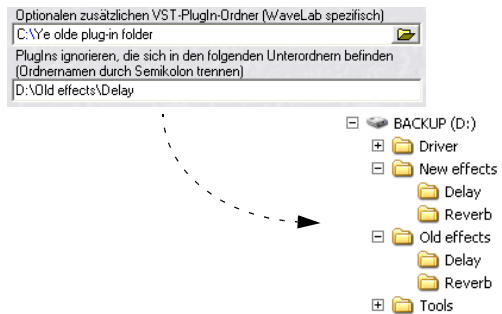 Optionalen zusätzlichen VST-PlugIn-Ordner (WaveLab spezifisch)
C:\Ye olde plug-in folder
PlugIns ignorieren, die sich in den folgenden Unterordnern befinden
(Ordnernamen durch Semikolon trennen)
D:\Old effects\Delay
BACKUP (D:)
Driver
New effects
Delay
Reverb
Old effects
Delay
Reverb
Tools